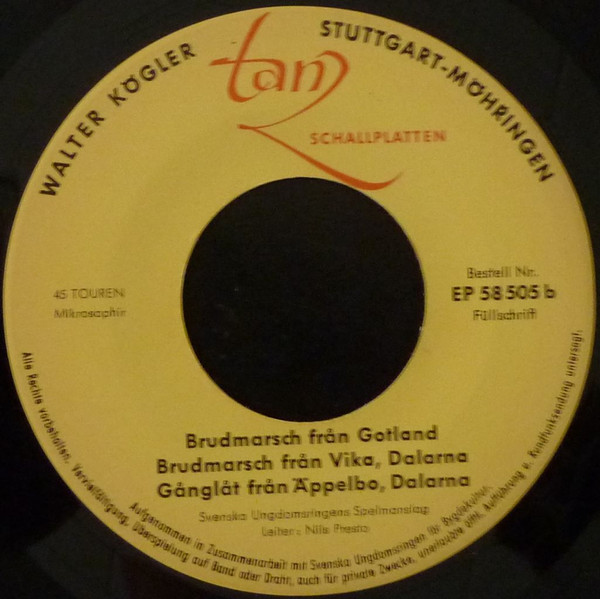 WALTER KÖGLER
tanz
STUTTGART-MÖHRINGEN
SCHALLPLATTEN
45 TOUREN
Mikrosaphir
Bestell Nr.
EP 58 505 b
Füllschrift
Brudmarsch från Gotland
Brudmarsch från Vika, Dalarna
Gånglåt från Äppelbo, Dalarna
Svenska Ungdomsringens Spelmanslag
Leiter: Nils Presto
Aufgenommen in Zusammenarbeit mit Svenska Ungdomsringen för Bygdekultur.
Alle Rechte vorbehalten. Vervielfältigung, Überspielung auf Band oder Draht, auch für private Zwecke, unerlaubte öfftl. Aufführung u. Rundfunksendung untersagt.